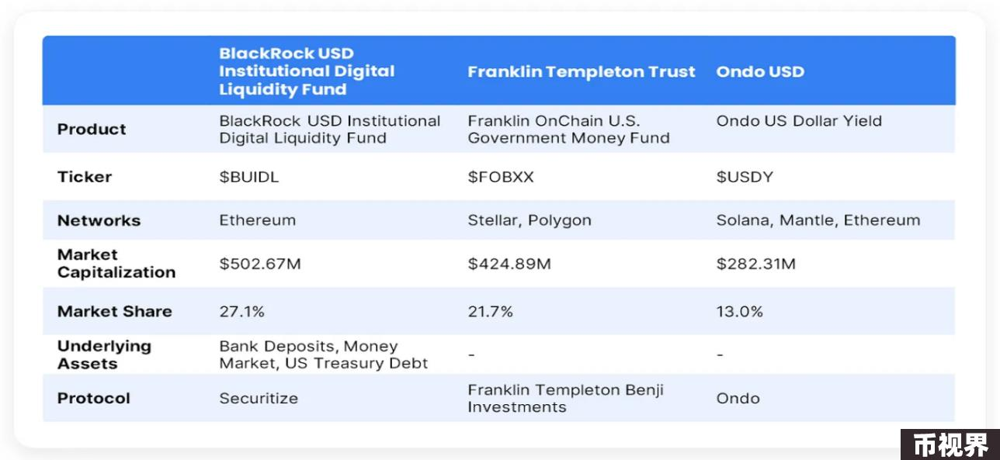 BlackRock USD
Institutional Digital
Liquidity Fund
Franklin Templeton Trust
Ondo USD
Product
BlackRock USD Institutional
Digital Liquidity Fund
Franklin OnChain U.S.
Government Money Fund
Ondo US Dollar Yield
Ticker
$BUIDL
$FOBXX
$USDY
Networks
Ethereum
Stellar, Polygon
Solana, Mantle, Ethereum
Market
Capitalization
$502.67M
$424.89M
$282.31M
Market Share
27.1%
21.7%
13.0%
Underlying
Assets
Bank Deposits, Money
Market, US Treasury Debt
-
-
Protocol
Securitize
Franklin Templeton Benji
Investments
Ondo
币视界